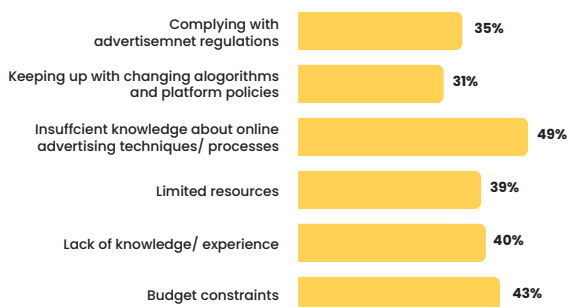 Complying with
advertisemnet regulations
35%
Keeping up with changing alogorithms
and platform policies
31%
Insuffcient knowledge about online
advertising techniques/ processes
49%
Limited resources
39%
Lack of knowledge/ experience
40%
Budget constraints
43%